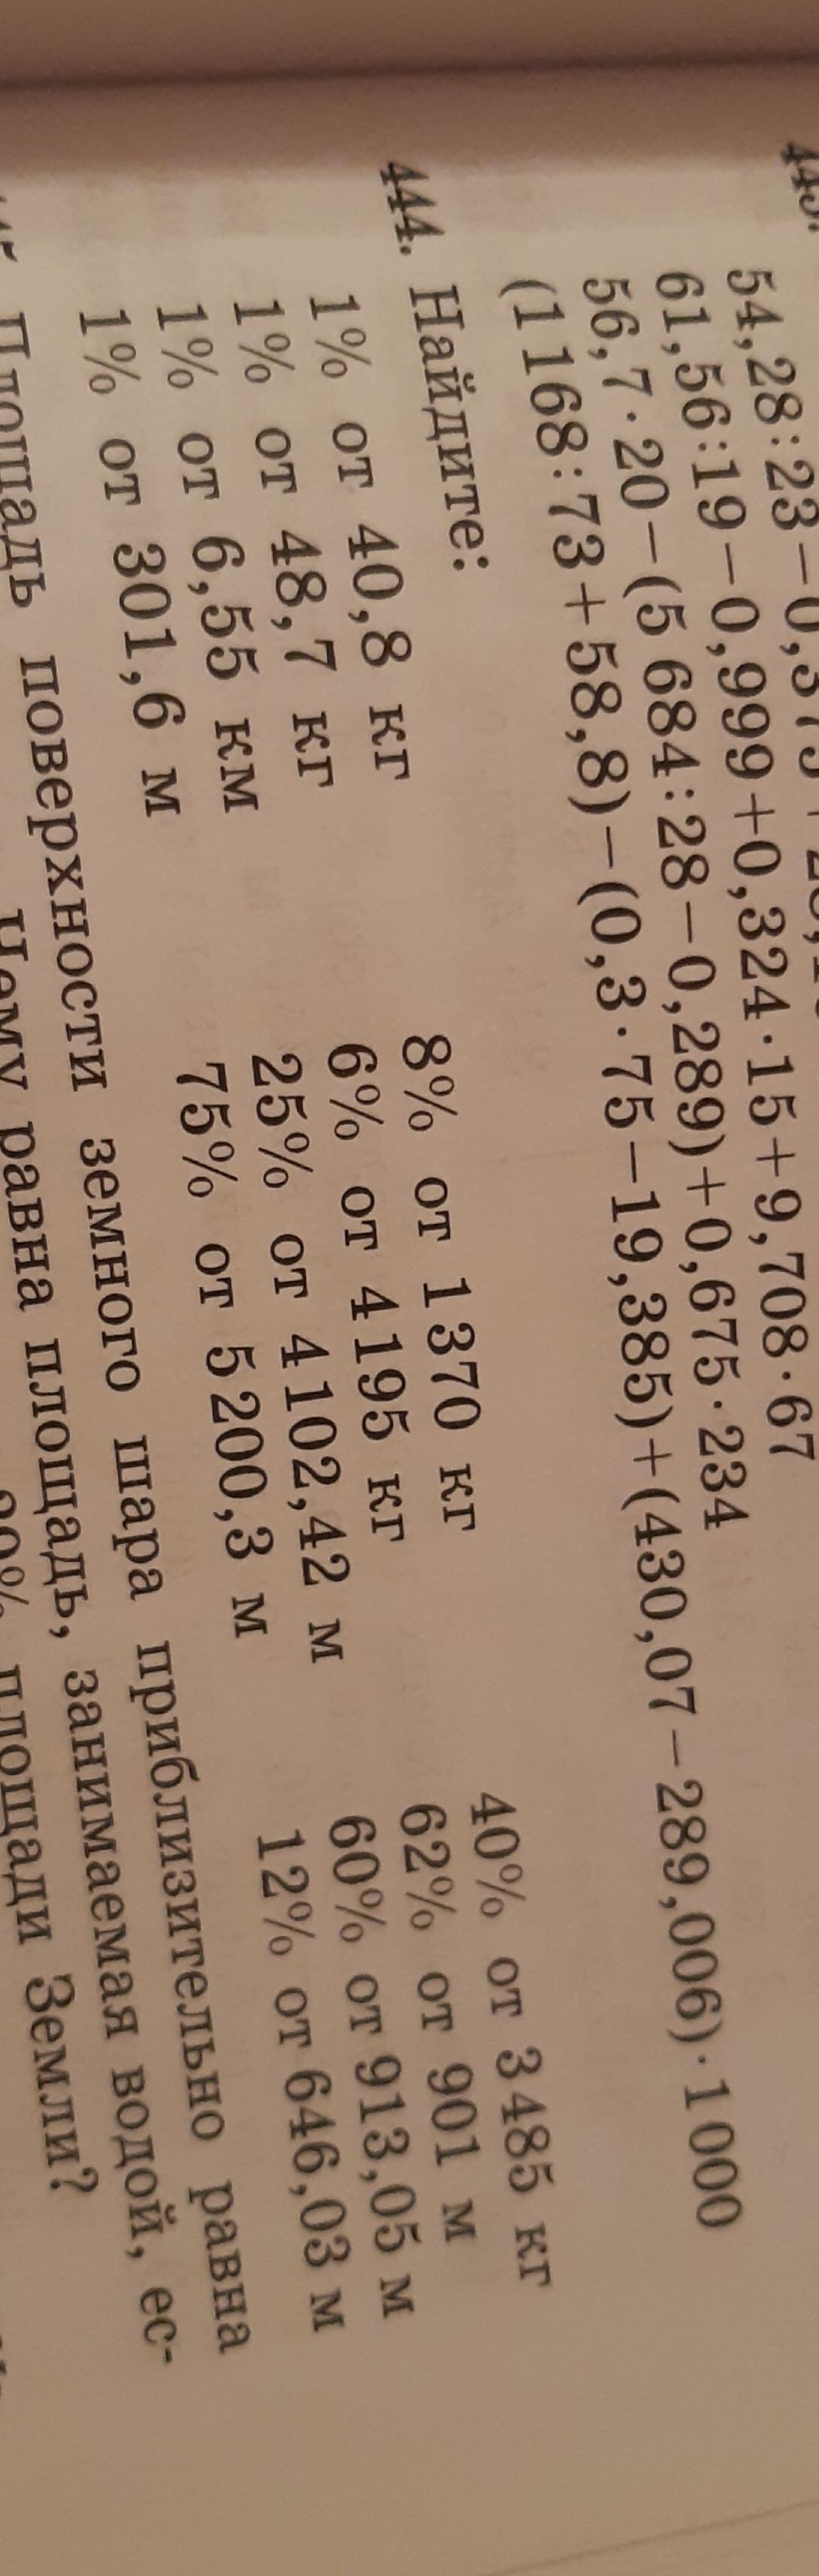 54,28:23-0,375+
61,56:19-0,999+0,324·15+9,708·67
56,7·20-(5 684:28-0,289)+0,675·234
(1 168:73+58,8)-(0,3·75-19,385)+(430,07-289,006)·1 000
444. Найдите:
1% от 40,8 кг 8% от 1 370 кг 40% от 3 485 кг
1% от 48,7 кг 6% от 4 195 кг 62% от 901 м
1% от 6,55 км 25% от 4 102,42 м 60% от 913,05 м
1% от 301,6 м 75% от 5 200,3 м 12% от 646,03 м
Площадь поверхности земного шара приблизительно равна
Чему равна площадь, занимаемая водой, ес-
площади Земли?